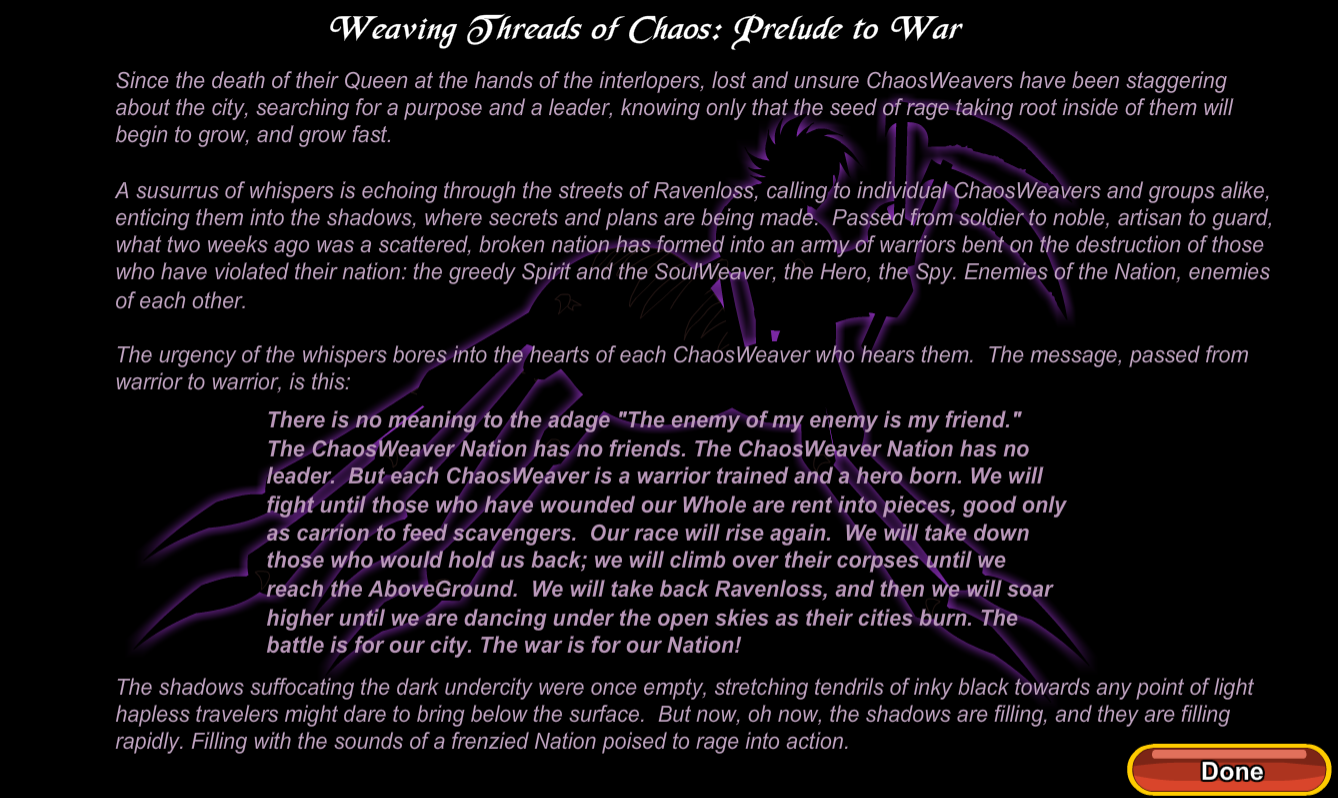 Weaving Threads of Chaos: Prelude to War
Since the death of their Queen at the hands of the interlopers, lost and unsure ChaosWeavers have been staggering
about the city, searching for a purpose and a leader, knowing only that the seed of rage taking root inside of them will
begin to grow, and grow fast.
A susurrus of whispers is echoing through the streets of Ravenloss, calling to individual ChaosWeavers and groups alike,
enticing them into the shadows, where secrets and plans are being made.  Passed from soldier to noble, artisan to guard,
what two weeks ago was a scattered, broken nation has formed into an army of warriors bent on the destruction of those
who have violated their nation: the greedy Spirit and the SoulWeaver, the Hero, the Spy. Enemies of the Nation, enemies
of each other.
The urgency of the whispers bores into the hearts of each ChaosWeaver who hears them.  The message, passed from
warrior to warrior, is this:
There is no meaning to the adage "The enemy of my enemy is my friend."
The ChaosWeaver Nation has no friends. The ChaosWeaver Nation has no
leader.  But each ChaosWeaver is a warrior trained and a hero born. We will
fight until those who have wounded our Whole are rent into pieces, good only
as carrion to feed scavengers.  Our race will rise again.  We will take down
those who would hold us back; we will climb over their corpses until we
reach the AboveGround.  We will take back Ravenloss, and then we will soar
higher until we are dancing under the open skies as their cities burn. The
battle is for our city. The war is for our Nation!
The shadows suffocating the dark undercity were once empty, stretching tendrils of inky black towards any point of light
hapless travelers might dare to bring below the surface.  But now, oh now, the shadows are filling, and they are filling
rapidly. Filling with the sounds of a frenzied Nation poised to rage into action.
Done